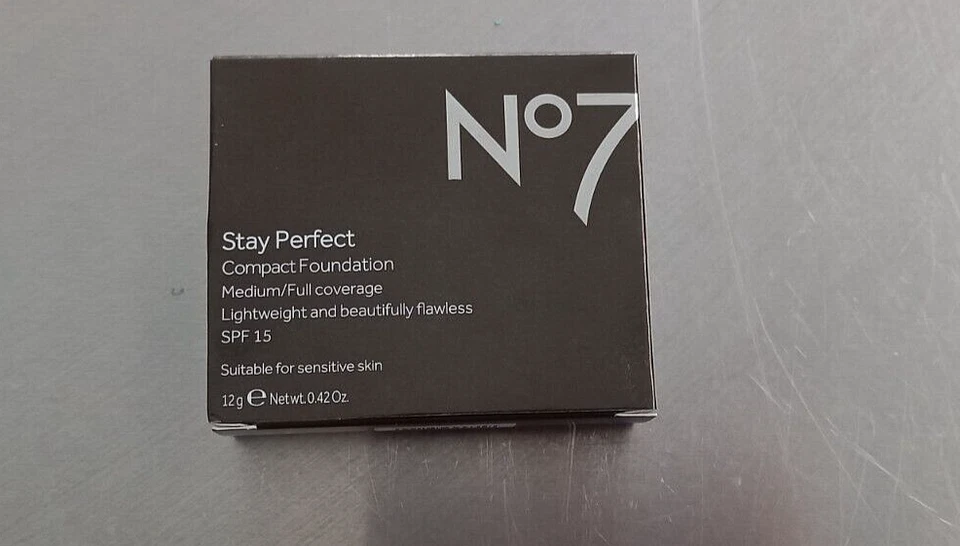 No7
Stay Perfect
Compact Foundation
Medium/Full coverage
Lightweight and beautifully flawless
SPF 15
Suitable for sensitive skin
12g ℮ Net wt. 0.42 Oz.